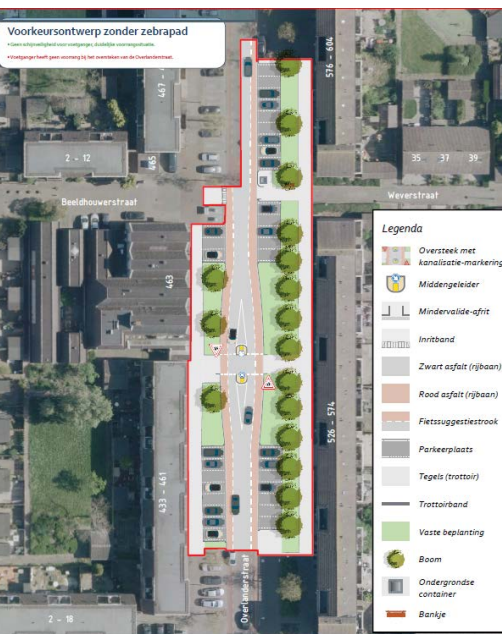 Voorkeursontwerp zonder zebrapad
• Geen schijnveiligheid voor voetganger, duidelijke voorrangssituatie.
• Voetganger heeft geen voorrang bij het oversteken van de Overlanderstraat.
576 - 604
467 -
2 - 12
465
35 37 39
Beeldhouwerstraat
Weverstraat
463
526 - 574
433 - 461
Overlanderstraat
2 - 18
Legenda
Oversteek met
kanalisatie-markering
Middengeleider
Mindervalide-afrit
Inritband
Zwart asfalt (rijbaan)
Rood asfalt (rijbaan)
Fietssuggestiestrook
Parkeerplaats
Tegels (trottoir)
Trottoirband
Vaste beplanting
Boom
Ondergrondse
container
Bankje